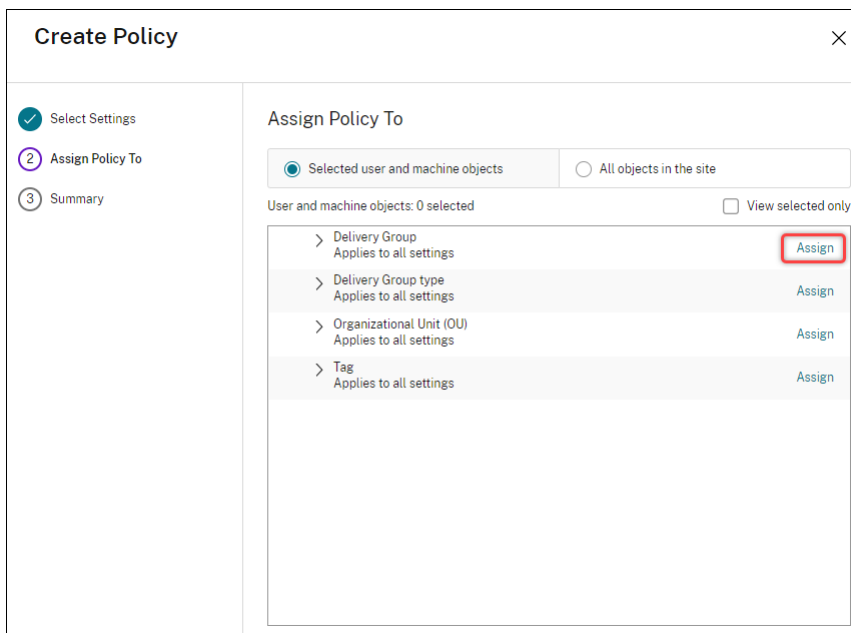 Create Policy
Select Settings
2 Assign Policy To
3 Summary
Assign Policy To
Selected user and machine objects
All objects in the site
User and machine objects: 0 selected
View selected only
Delivery Group
Applies to all settings
Assign
Delivery Group type
Applies to all settings
Assign
Organizational Unit (OU)
Applies to all settings
Assign
Tag
Applies to all settings
Assign